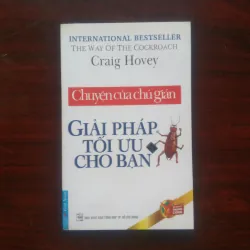 INTERNATIONAL BESTSELLER
THE WAY OF THE COCKROACH
Craig Hovey
Chuyện của chú gián
GIẢI PHÁP
TỐI ƯU
CHO BẠN